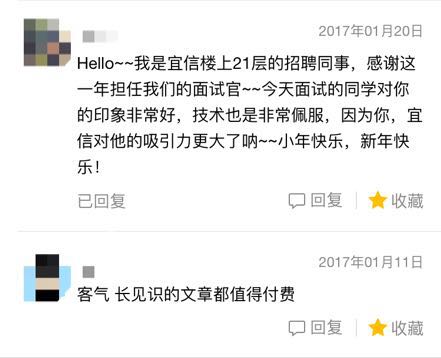 2017年01月20日
Hello~~我是宜信楼上21层的招聘同事，感谢这
一年担任我们的面试官~~今天面试的同学对你
的印象非常好，技术也是非常佩服，因为你，宜
信对他的吸引力更大了呐~~小年快乐，新年快
乐！
已回复 回复 收藏
2017年01月11日
客气 长见识的文章都值得付费
回复 收藏